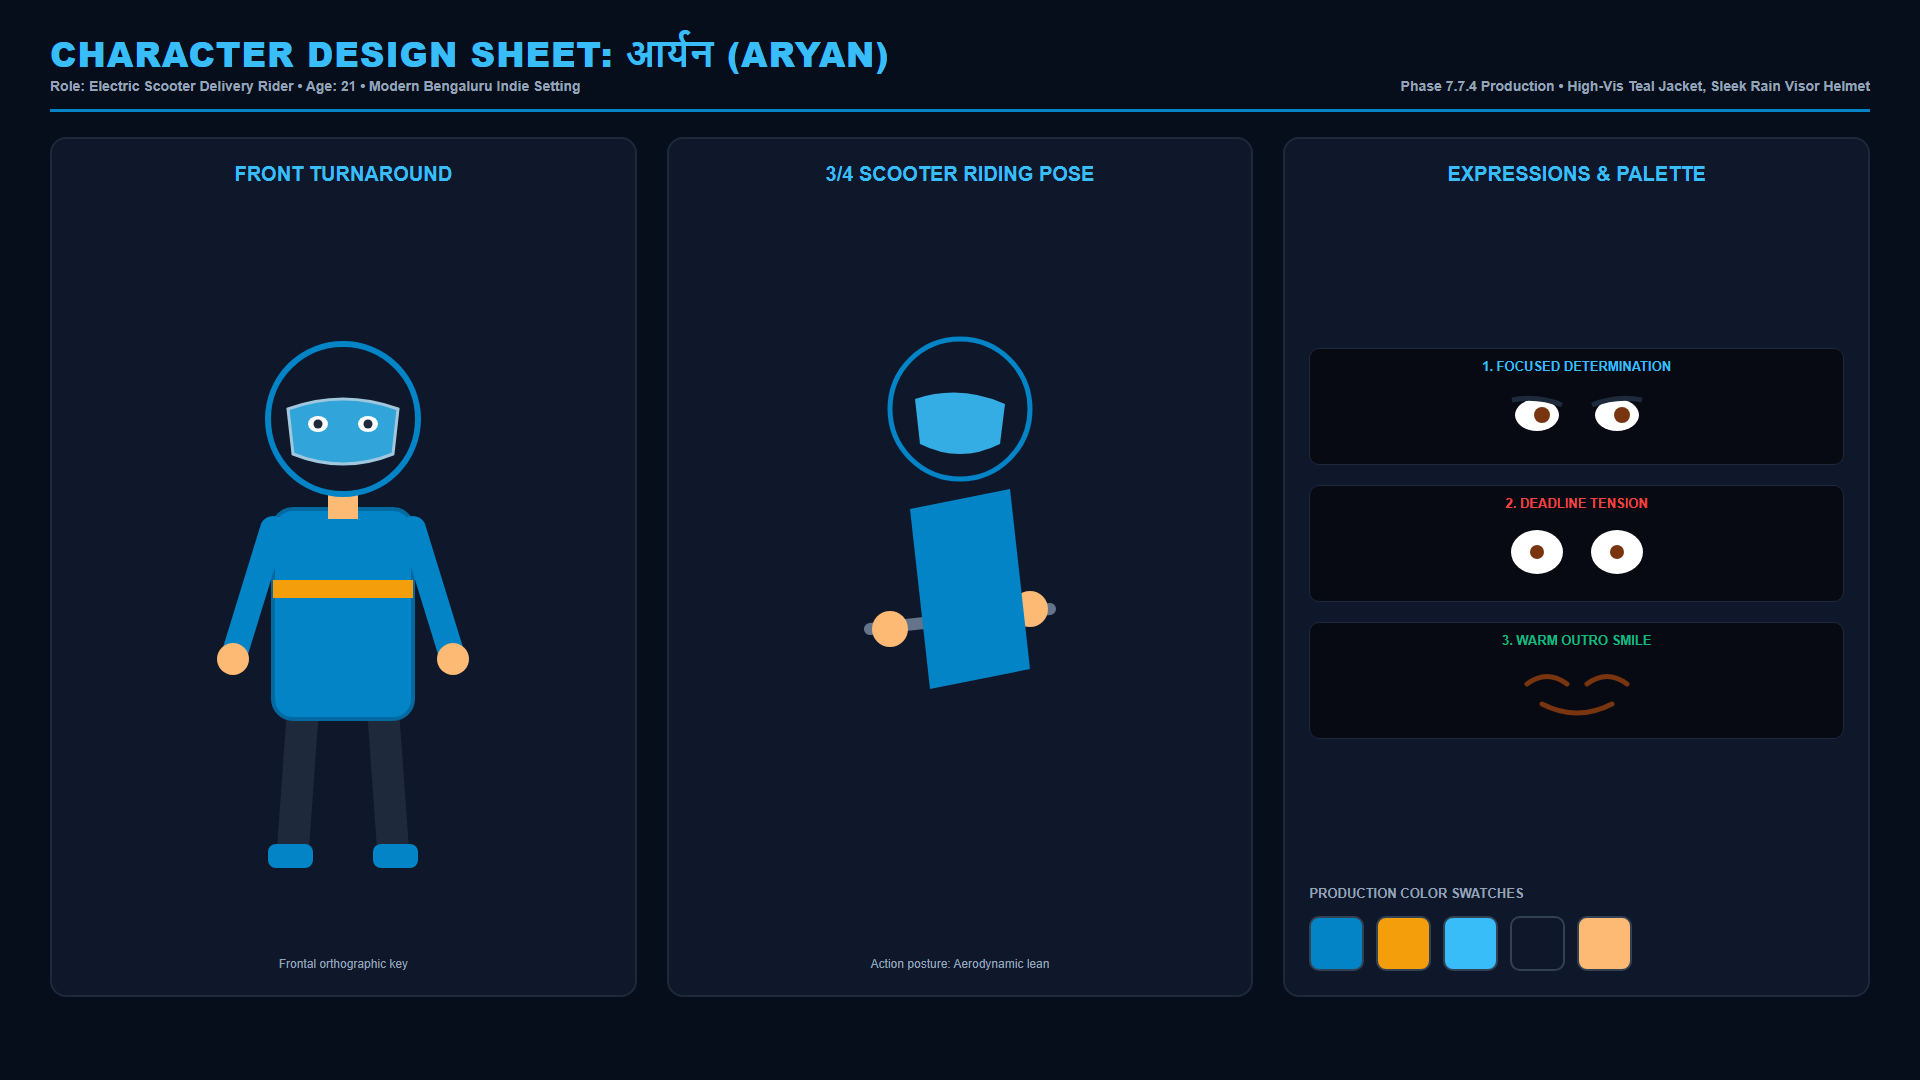 CHARACTER DESIGN SHEET: आर्यन (ARYAN)
Role: Electric Scooter Delivery Rider • Age: 21 • Modern Bengaluru Indie Setting
Phase 7.7.4 Production • High-Vis Teal Jacket, Sleek Rain Visor Helmet
FRONT TURNAROUND
Frontal orthographic key
3/4 SCOOTER RIDING POSE
Action posture: Aerodynamic lean
EXPRESSIONS & PALETTE
1. FOCUSED DETERMINATION
2. DEADLINE TENSION
3. WARM OUTRO SMILE
PRODUCTION COLOR SWATCHES